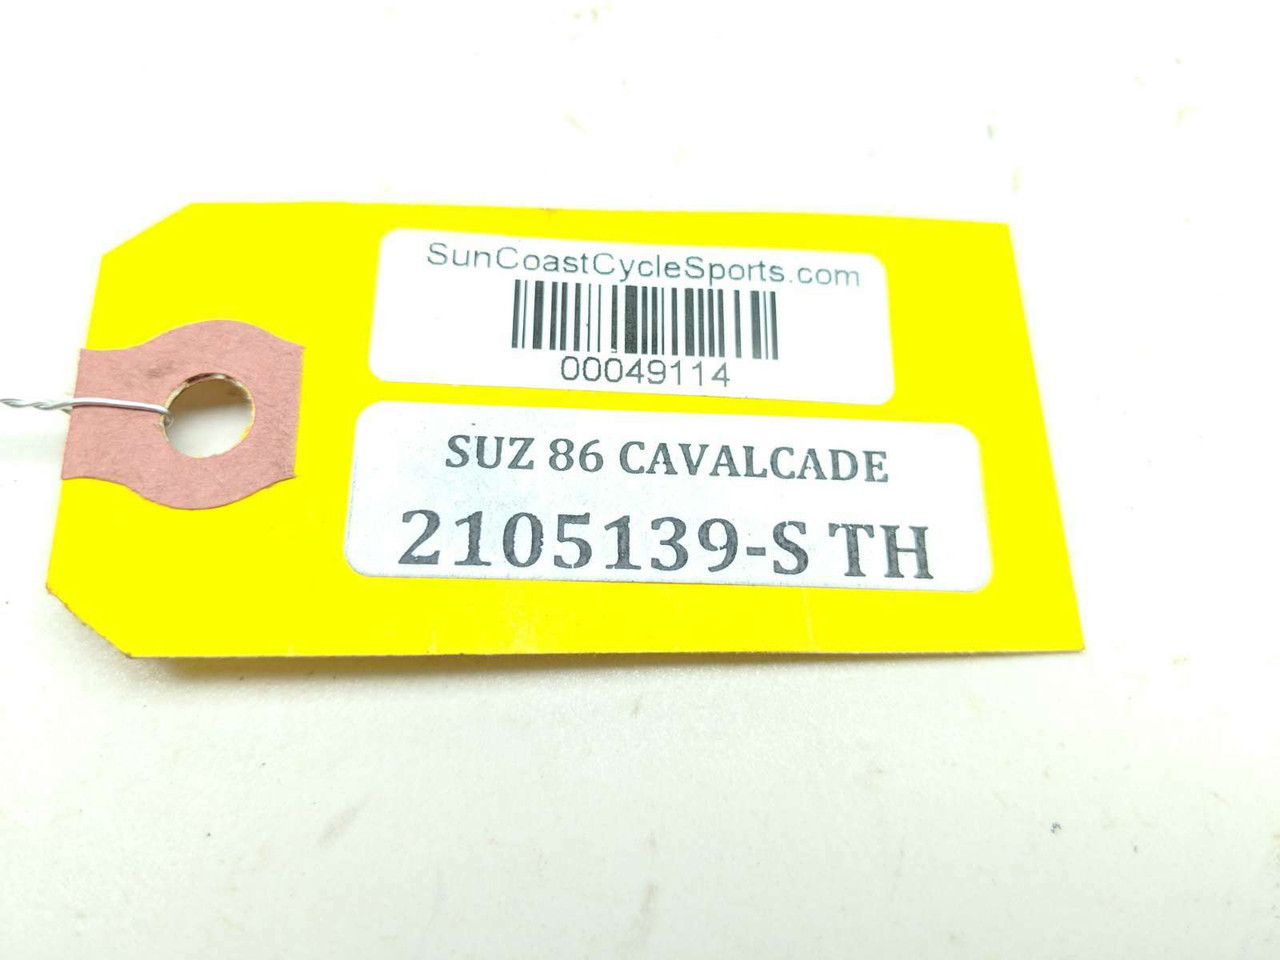 SunCoastCycleSports.com
00049114
SUZ 86 CAVALCADE
2105139-S TH